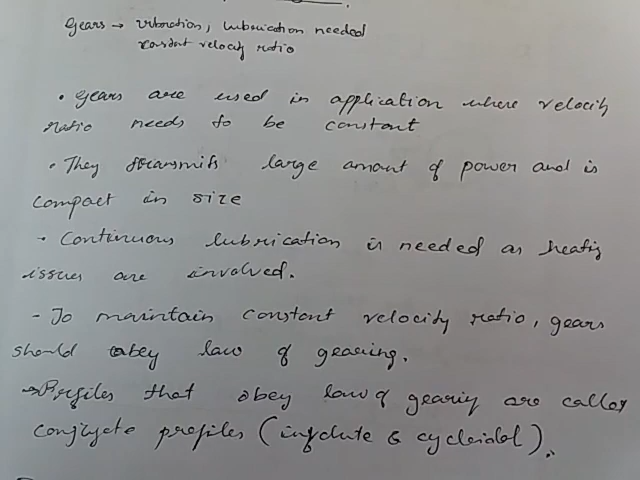 Gears → vibration, lubrication needed
constant velocity ratio
• Gears are used in application where velocity
ratio needs to be constant
• They transmits large amount of power and is
compact in size
- Continuous lubrication is needed as heating
issues are involved.
- To maintain constant velocity ratio, gears
should obey law of gearing.
→ Profiles that obey law of gearing are called
conjugate profiles (involute & cycloidal).